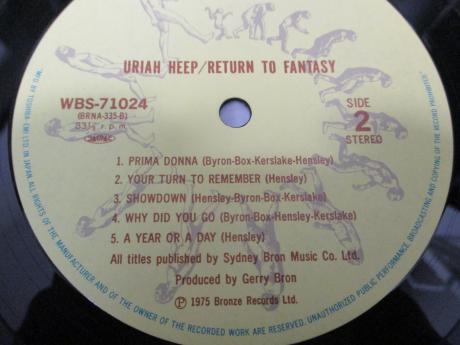 URIAH HEEP/RETURN TO FANTASY
WBS-71024
(BRNA-335-B)
33⅓ r.p.m.
JASRAC
SIDE
2
STEREO
1. PRIMA DONNA (Byron-Box-Kerslake-Hensley)
2. YOUR TURN TO REMEMBER (Hensley)
3. SHOWDOWN (Hensley-Byron-Box-Kerslake)
4. WHY DID YOU GO (Byron-Box-Hensley-Kerslake)
5. A YEAR OR A DAY (Hensley)
All titles published by Sydney Bron Music Co. Ltd.
Produced by Gerry Bron
Ⓟ 1975 Bronze Records Ltd.
MFD BY TOSHIBA EMI LTD. IN JAPAN. ALL RIGHTS OF THE MANUFACTURER AND OF THE OWNER OF THE RECORDED WORK ARE RESERVED. UNAUTHORIZED PUBLIC PERFORMANCE, BROADCASTING AND COPYING OF THE RECORD PROHIBITED.